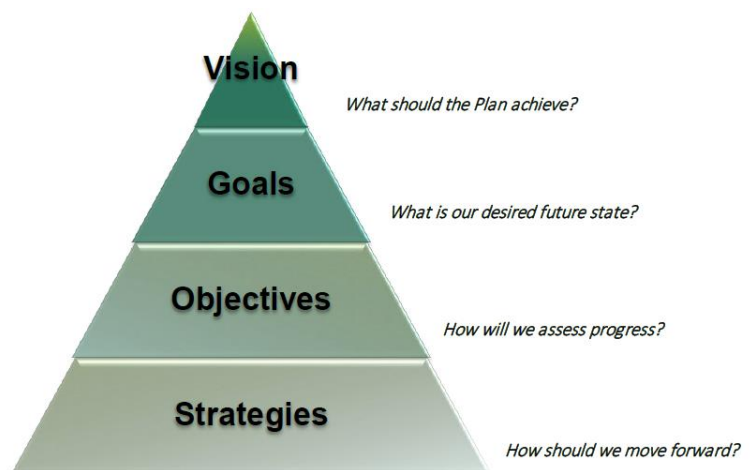 Vision
What should the Plan achieve?
Goals
What is our desired future state?
Objectives
How will we assess progress?
Strategies
How should we move forward?